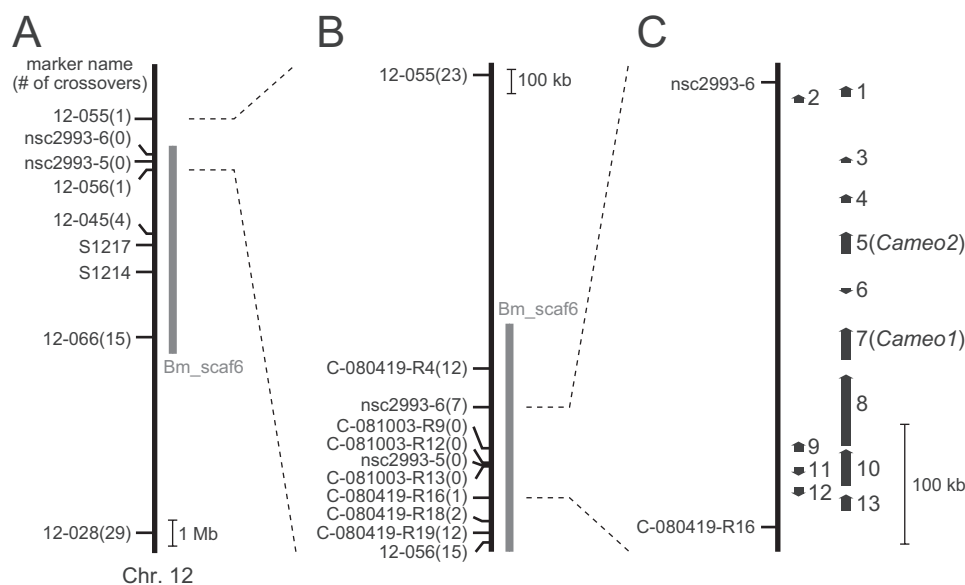 A
marker name
(# of crossovers)
12-055(1)
nsc2993-6(0)
nsc2993-5(0)
12-056(1)
12-045(4)
S1217
S1214
12-066(15)
Bm_scaf6
12-028(29)
1 Mb
Chr. 12
B
12-055(23)
100 kb
Bm_scaf6
C-080419-R4(12)
nsc2993-6(7)
C-081003-R9(0)
C-081003-R12(0)
nsc2993-5(0)
C-081003-R13(0)
C-080419-R16(1)
C-080419-R18(2)
C-080419-R19(12)
12-056(15)
C
nsc2993-6
2
1
3
4
5(Cameo2)
6
7(Cameo1)
8
9
10
11
12
13
100 kb
C-080419-R16